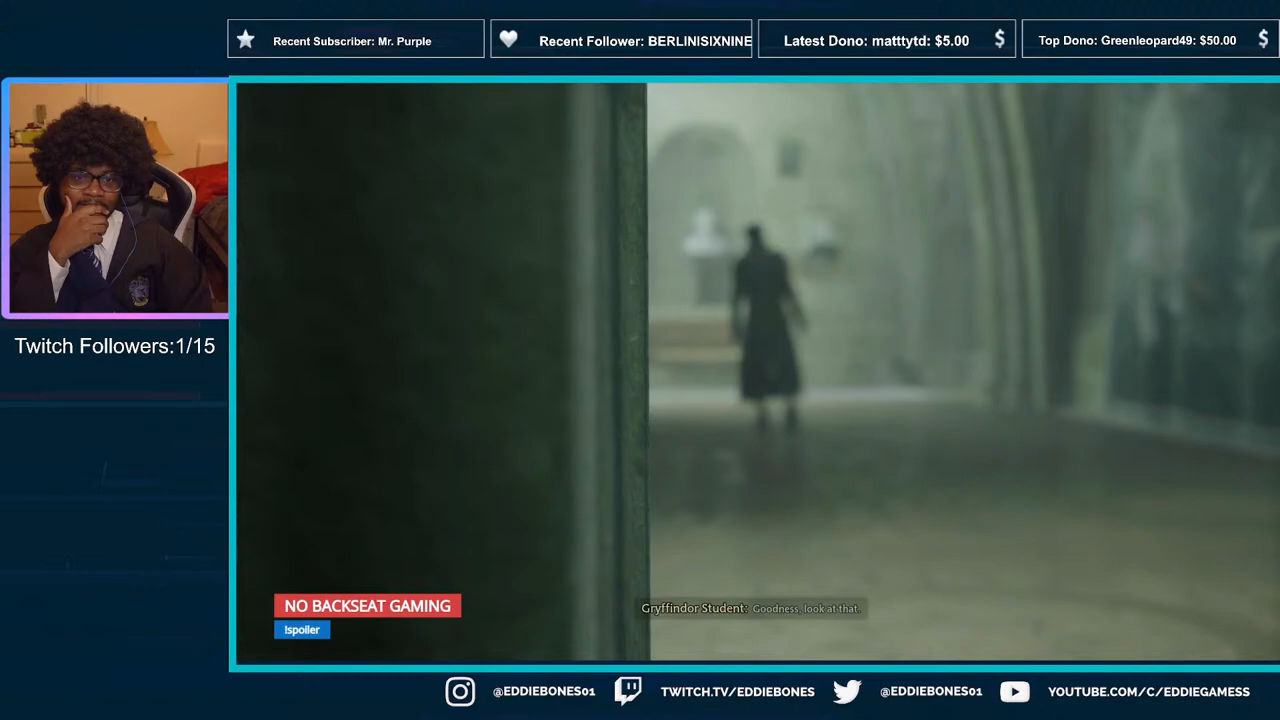 Recent Subscriber: Mr. Purple
Recent Follower: BERLINISIXNINE
Latest Dono: matttytd: $5.00 $
Top Dono: Greenleopard49: $50.00 $
Twitch Followers:1/15
NO BACKSEAT GAMING
!spoiler
Gryffindor Student: Goodness, look at that.
@EDDIEBONES01
TWITCH.TV/EDDIEBONES
@EDDIEBONES01
YOUTUBE.COM/C/EDDIEGAMESS